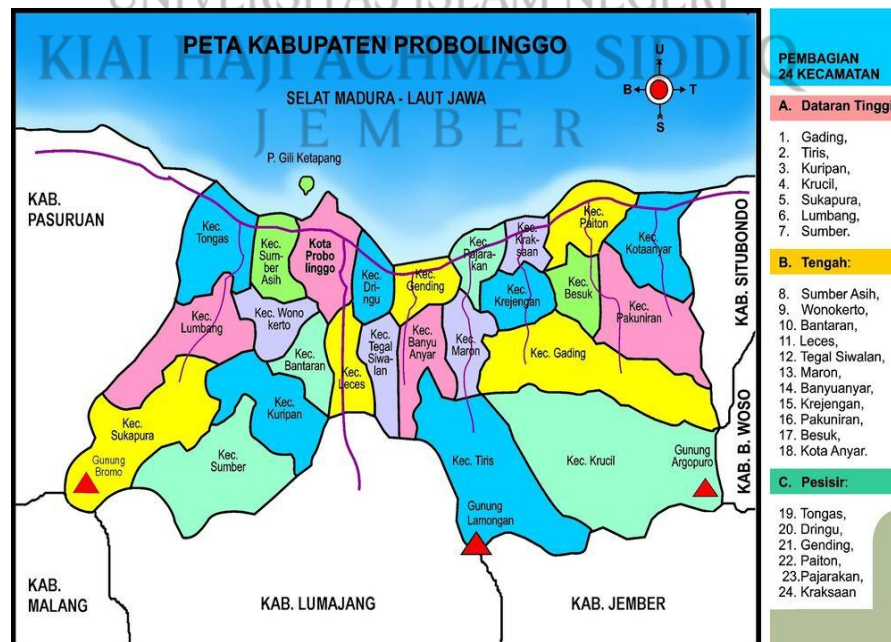 UNIVERSITAS ISLAM NEGERI
KIAI HAJI ACHMAD SIDDIQ
JEMBER
PETA KABUPATEN PROBOLINGGO
SELAT MADURA - LAUT JAWA
U
B
T
S
P. Gili Ketapang
KAB.
PASURUAN
Kec.
Tongas
Kec.
Sum-
ber
Asih
Kota
Probo
linggo
Kec.
Dri-
ngu
Kec.
Gending
Kec.
Pajara-
kan
Kec.
Krak-
saan
Kec.
Paiton
Kec.
Kotaanyar
KAB. SITUBONDO
Kec.
Lumbang
Kec. Wono
kerto
Kec.
Bantaran
Kec.
Leces
Kec.
Tegal
Siwa-
lan
Kec.
Banyu
Anyar
Kec.
Maron
Kec.
Krejengan
Kec.
Besuk
Kec.
Pakuniran
Kec. Gading
Kec.
Sukapura
Gunung
Bromo
Kec.
Kuripan
Kec.
Sumber
Kec. Tiris
Gunung
Lamongan
Kec. Krucil
Gunung
Argopuro
KAB. B. WOSO
KAB.
MALANG
KAB. LUMAJANG
KAB. JEMBER
PEMBAGIAN
24 KECAMATAN
A. Dataran Tinggi
1. Gading,
2. Tiris,
3. Kuripan,
4. Krucil,
5. Sukapura,
6. Lumbang,
7. Sumber.
B. Tengah:
8. Sumber Asih,
9. Wonokerto,
10. Bantaran,
11. Leces,
12. Tegal Siwalan,
13. Maron,
14. Banyuanyar,
15. Krejengan,
16. Pakuniran,
17. Besuk,
18. Kota Anyar.
C. Pesisir:
19. Tongas,
20. Dringu,
21. Gending,
22. Paiton,
23.Pajarakan,
24. Kraksaan